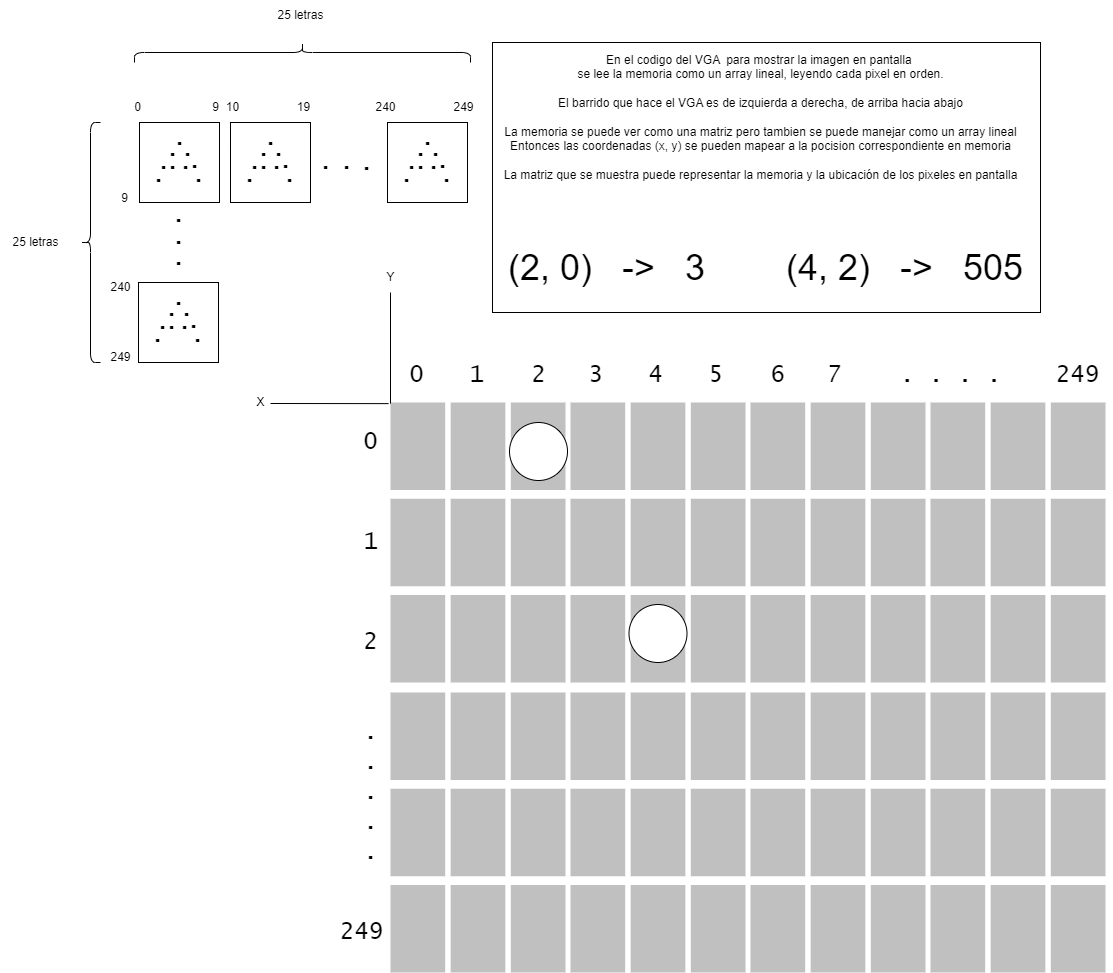 25 letras
0 9 10 19 240 249
9
25 letras
240
249
En el codigo del VGA para mostrar la imagen en pantalla
se lee la memoria como un array lineal, leyendo cada pixel en orden.
El barrido que hace el VGA es de izquierda a derecha, de arriba hacia abajo
La memoria se puede ver como una matriz pero tambien se puede manejar como un array lineal
Entonces las coordenadas (x, y) se pueden mapear a la pocision correspondiente en memoria
La matriz que se muestra puede representar la memoria y la ubicación de los pixeles en pantalla
(2, 0) -> 3 (4, 2) -> 505
Y
X
0 1 2 3 4 5 6 7 . . . . 249
0
1
2
.
.
.
.
.
249